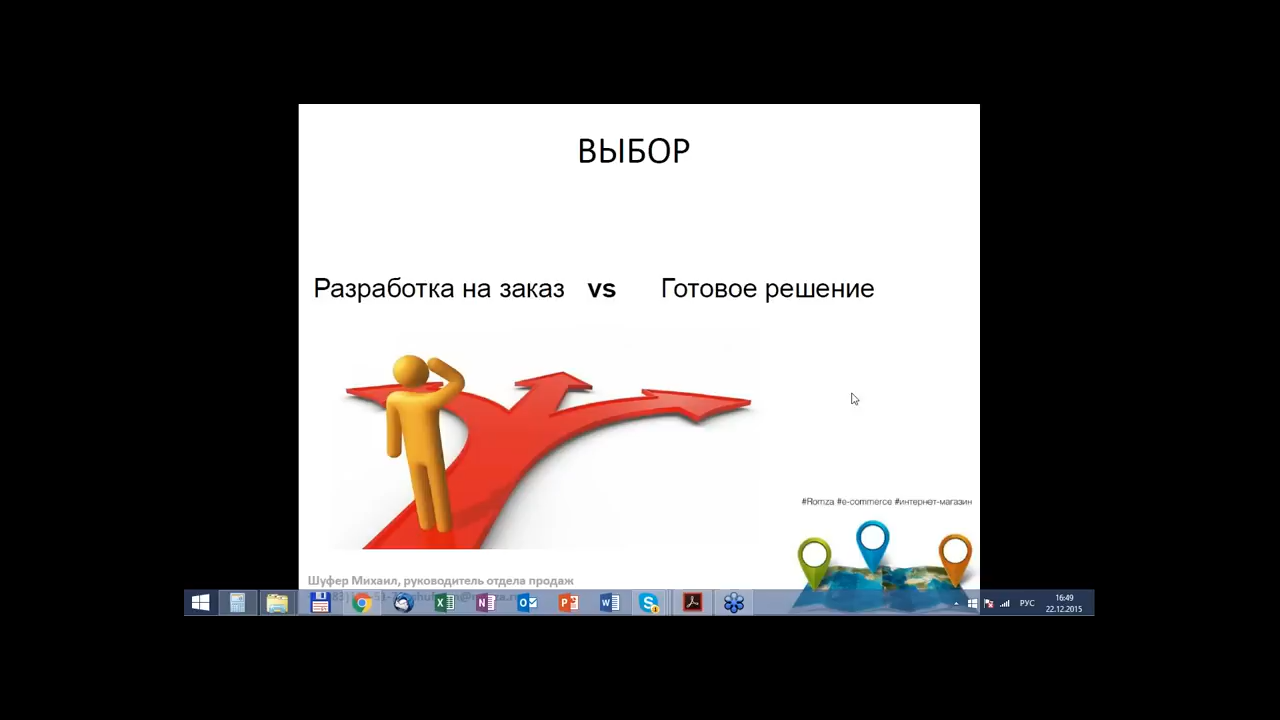 ВЫБОР
Разработка на заказ vs Готовое решение
#Romza #e-commerce #интернет-магазин
Шуфер Михаил, руководитель отдела продаж
РУС
16:49
22.12.2015